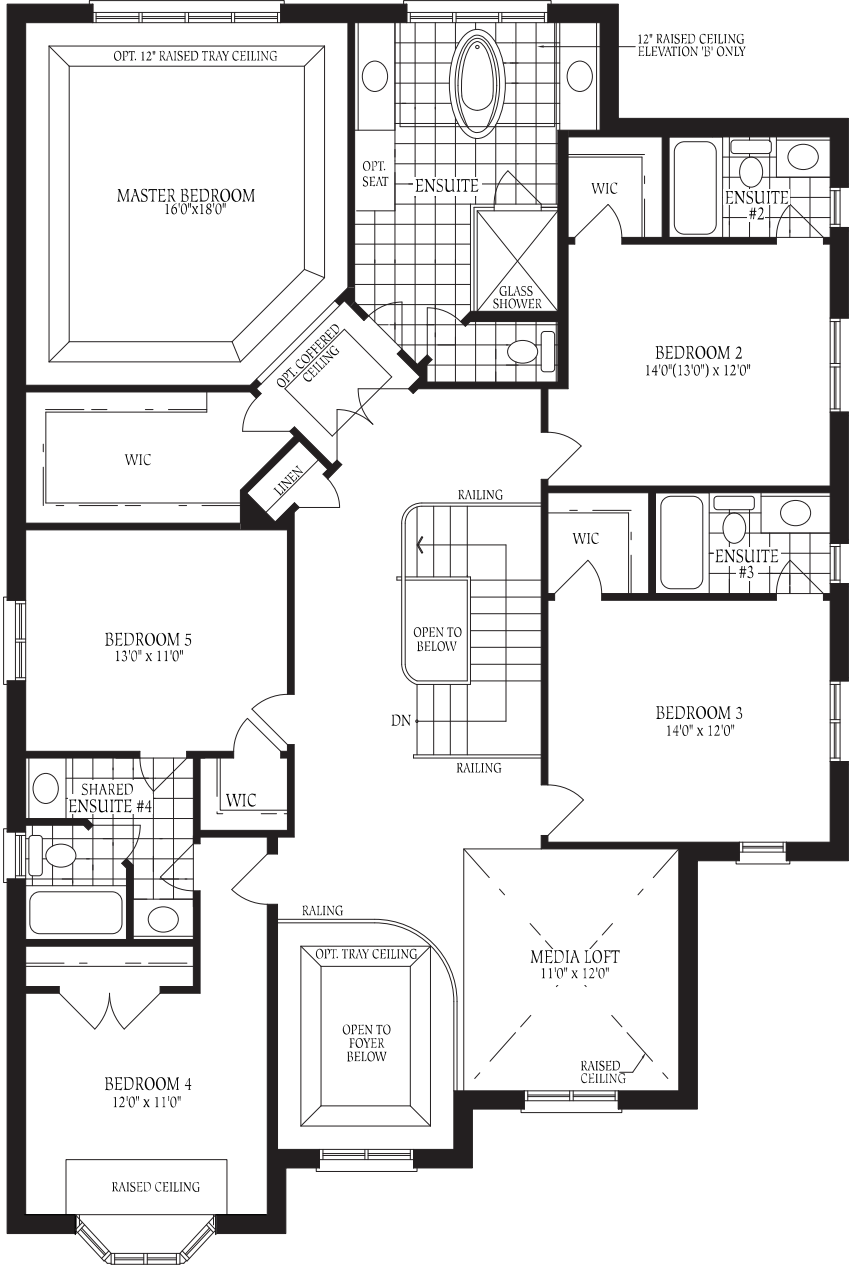 12" RAISED CEILING
ELEVATION 'B' ONLY
OPT. 12" RAISED TRAY CEILING
MASTER BEDROOM
16'0"x18'0"
OPT.
SEAT
ENSUITE
WIC
ENSUITE
#2
GLASS
SHOWER
OPT. COFFERED
CEILING
BEDROOM 2
14'0"(13'0") x 12'0"
WIC
LINEN
RAILING
WIC
ENSUITE
#3
BEDROOM 5
13'0" x 11'0"
OPEN TO
BELOW
DN
BEDROOM 3
14'0" x 12'0"
RAILING
SHARED
ENSUITE #4
WIC
RALING
OPT. TRAY CEILING
MEDIA LOFT
11'0" x 12'0"
OPEN TO
FOYER
BELOW
RAISED
CEILING
BEDROOM 4
12'0" x 11'0"
RAISED CEILING